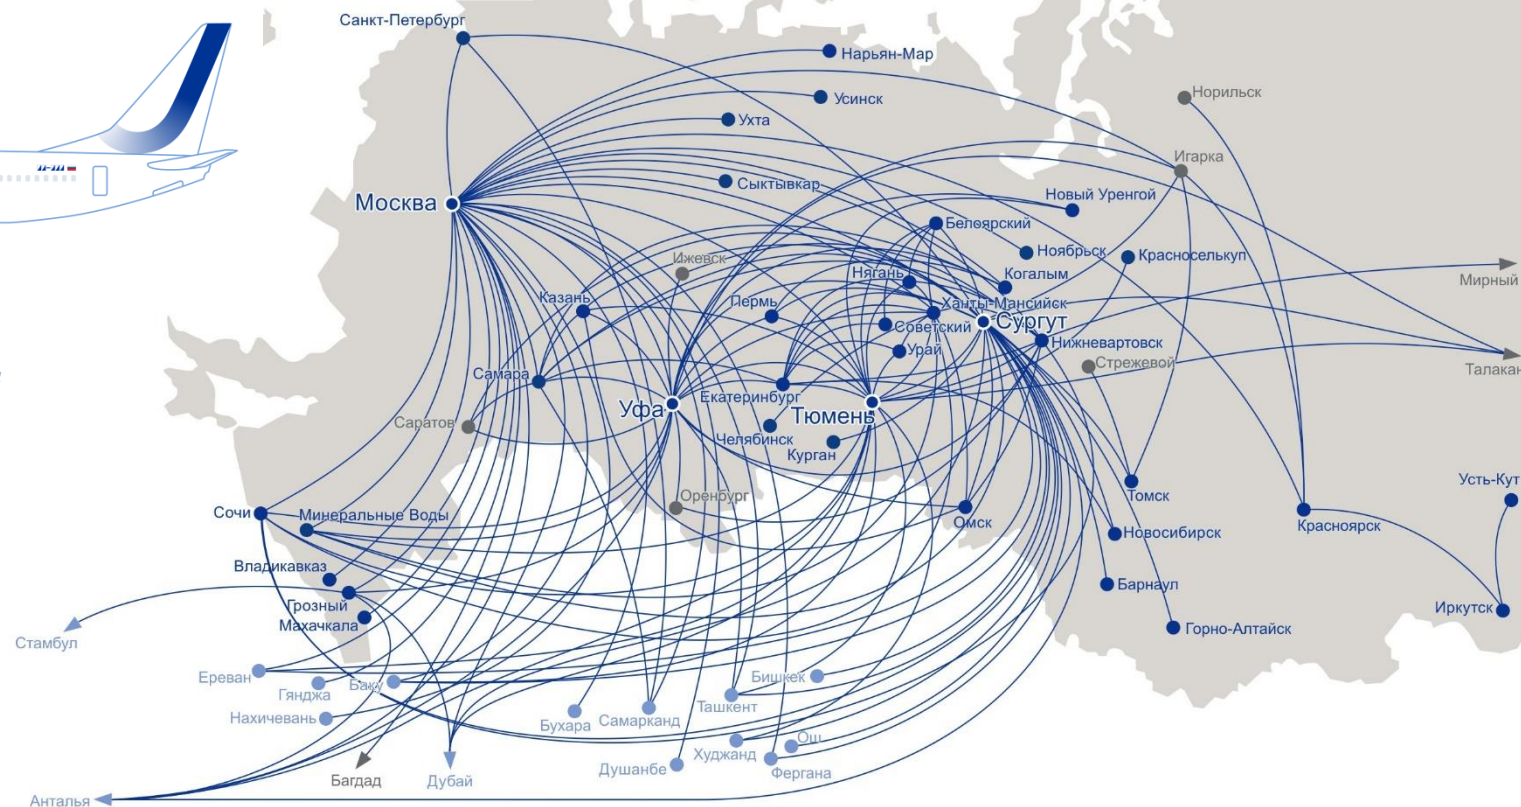 Санкт-Петербург
Нарьян-Мар
Норильск
Усинск
Ухта
Игарка
Сыктывкар
Новый Уренгой
Москва
Белоярский
Ноябрьск
Красноселькуп
Ижевск
Нягань
Когалым
Мирный
Казань
Пермь
Ханты-Мансийск
Советский
Сургут
Урай
Нижневартовск
Стрежевой
Талакан
Самара
Екатеринбург
Уфа
Тюмень
Саратов
Челябинск
Курган
Усть-Кут
Оренбург
Томск
Сочи
Минеральные Воды
Омск
Новосибирск
Красноярск
Владикавказ
Барнаул
Грозный
Махачкала
Иркутск
Горно-Алтайск
Стамбул
Ереван
Гянджа
Баку
Бишкек
Нахичевань
Бухара
Самарканд
Ташкент
Худжанд
Ош
Душанбе
Фергана
Багдад
Дубай
Анталья